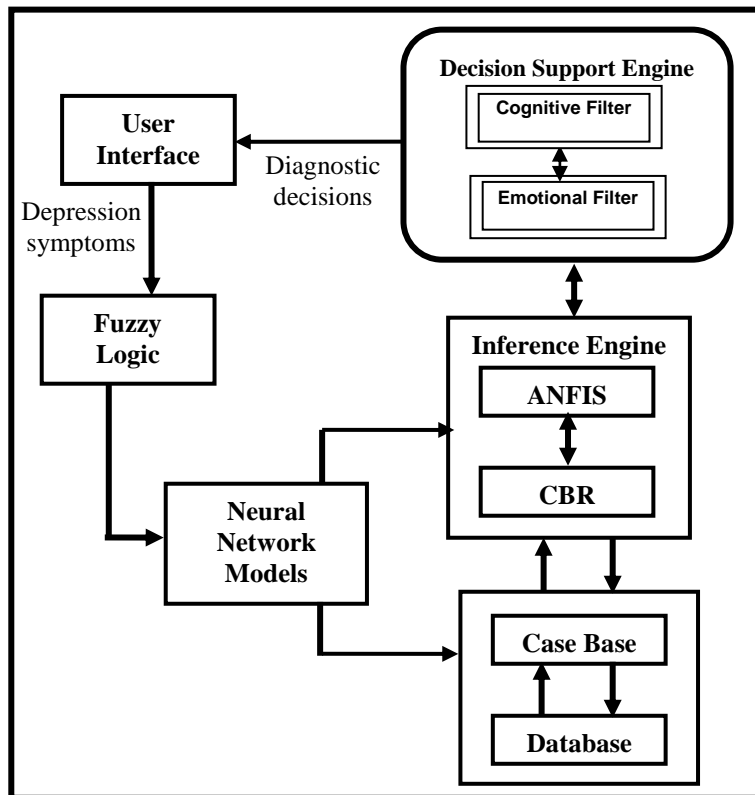 Decision Support Engine
Cognitive Filter
Emotional Filter
User
Interface
Diagnostic
decisions
Depression
symptoms
Fuzzy
Logic
Inference Engine
ANFIS
CBR
Neural
Network
Models
Case Base
Database